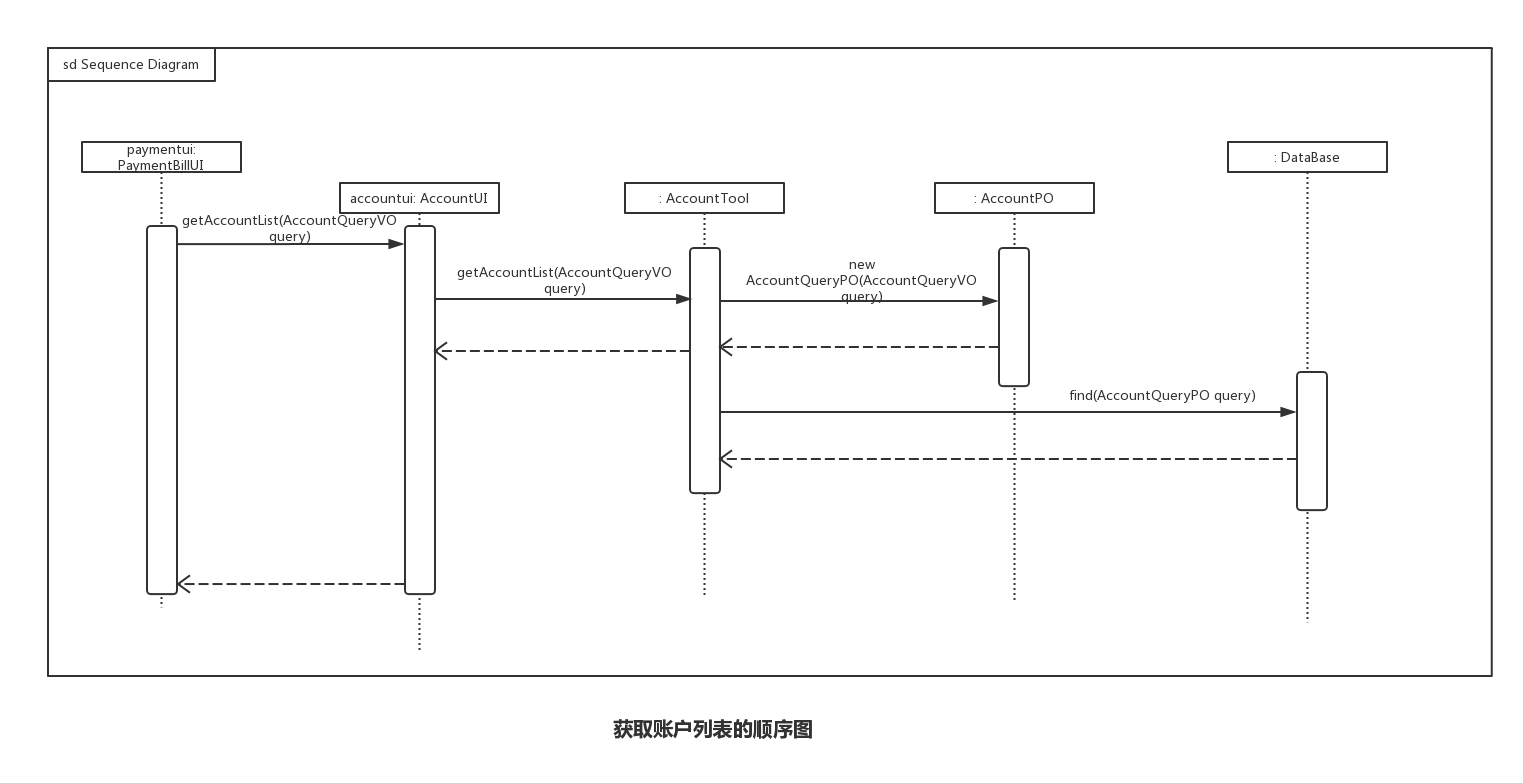 sd Sequence Diagram
paymentui:
PaymentBillUI
: DataBase
accountui: AccountUI
: AccountTool
: AccountPO
getAccountList(AccountQueryVO
query)
getAccountList(AccountQueryVO
query)
new
AccountQueryPO(AccountQueryVO
query)
find(AccountQueryPO query)
获取账户列表的顺序图